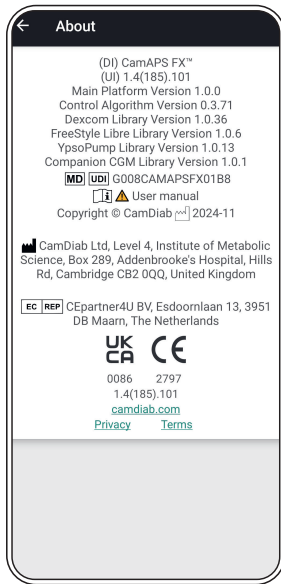 About
(DI) CamAPS FX™
(UI) 1.4(185).101
Main Platform Version 1.0.0
Control Algorithm Version 0.3.71
Dexcom Library Version 1.0.36
FreeStyle Libre Library Version 1.0.6
YpsoPump Library Version 1.0.13
Companion CGM Library Version 1.0.1
MD UDI G008CAMAPSFX01B8
User manual
Copyright © CamDiab 2024-11
CamDiab Ltd, Level 4, Institute of Metabolic
Science, Box 289, Addenbrooke's Hospital, Hills
Rd, Cambridge CB2 0QQ, United Kingdom
EC REP CEpartner4U BV, Esdoornlaan 13, 3951
DB Maarn, The Netherlands
UK CA CE
0086 2797
1.4(185).101
camdiab.com
Privacy Terms